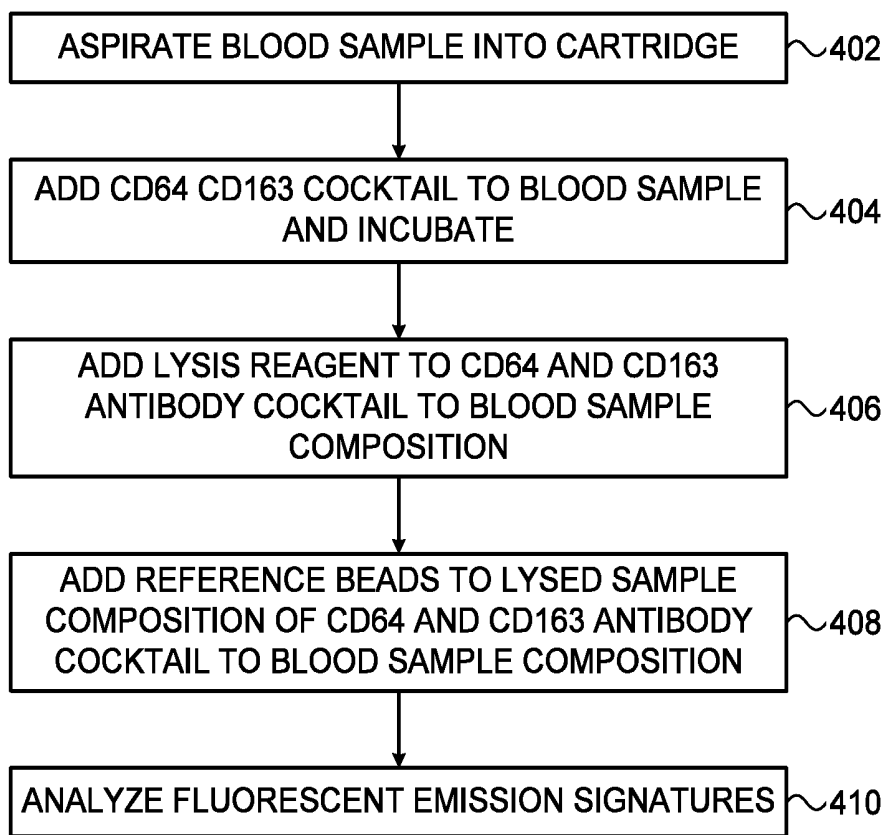 ASPIRATE BLOOD SAMPLE INTO CARTRIDGE
402
ADD CD64 CD163 COCKTAIL TO BLOOD SAMPLE
AND INCUBATE
404
ADD LYSIS REAGENT TO CD64 AND CD163
ANTIBODY COCKTAIL TO BLOOD SAMPLE
COMPOSITION
406
ADD REFERENCE BEADS TO LYSED SAMPLE
COMPOSITION OF CD64 AND CD163 ANTIBODY
COCKTAIL TO BLOOD SAMPLE COMPOSITION
408
ANALYZE FLUORESCENT EMISSION SIGNATURES
410